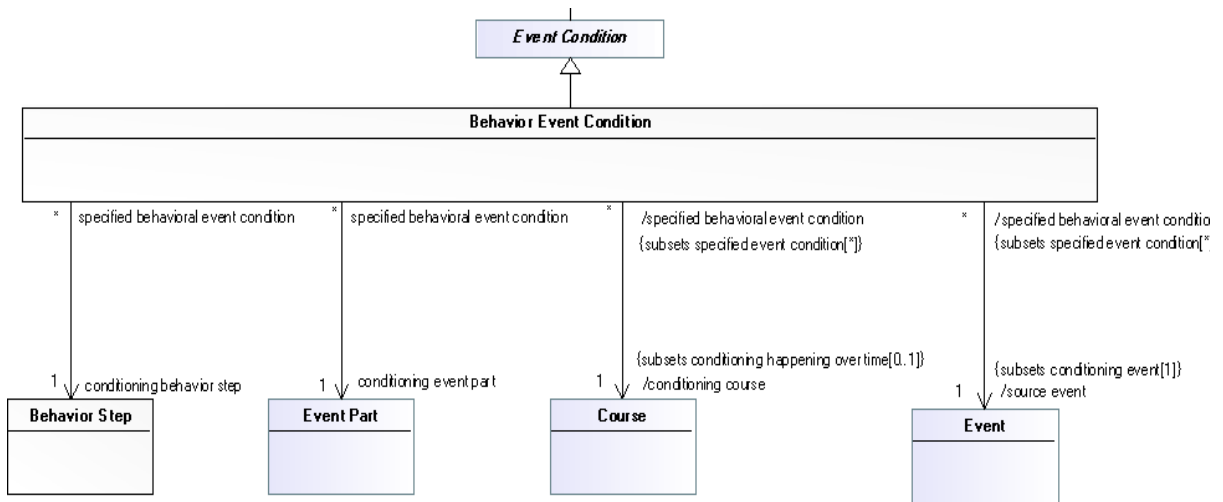 Event Condition
Behavior Event Condition
* specified behavioral event condition
* specified behavioral event condition
* /specified behavioral event condition
{subsets specified event condition[*]}
* /specified behavioral event conditio
{subsets specified event condition[*
1 conditioning behavior step
1 conditioning event part
{subsets conditioning happening over time[0..1]}
1 /conditioning course
{subsets conditioning event[1]}
1 /source event
Behavior Step
Event Part
Course
Event